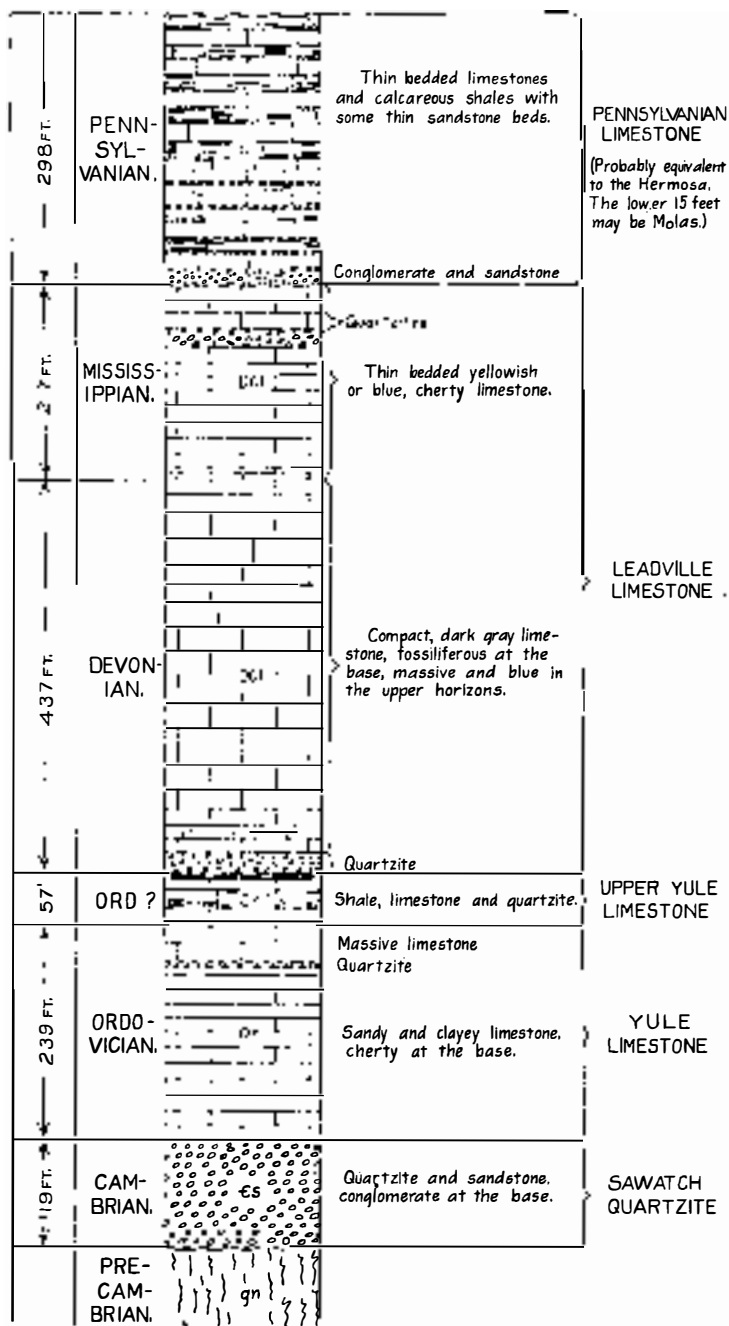 298 FT.
PENN-
SYL-
VANIAN.
Thin bedded limestones
and calcareous shales with
some thin sandstone beds.
PENNSYLVANIAN
LIMESTONE
(Probably equivalent
to the Hermosa.
The lower 15 feet
may be Molas.)
Conglomerate and sandstone
FT.
MISSISS-
IPPIAN.
Thin bedded yellowish
or blue, cherty limestone.
LEADVILLE
LIMESTONE
437 FT.
DEVON-
IAN.
Compact, dark gray lime-
stone, fossiliferous at the
base, massive and blue in
the upper horizons.
Quartzite
57'
ORD ?
Shale, limestone and quartzite.
UPPER YULE
LIMESTONE
239 FT.
ORDO-
VICIAN.
Massive limestone
Quartzite
Sandy and clayey limestone,
cherty at the base.
YULE
LIMESTONE
FT.
CAM-
BRIAN.
Єs
Quartzite and sandstone,
conglomerate at the base.
SAWATCH
QUARTZITE
PRE-
CAM-
BRIAN.
gn